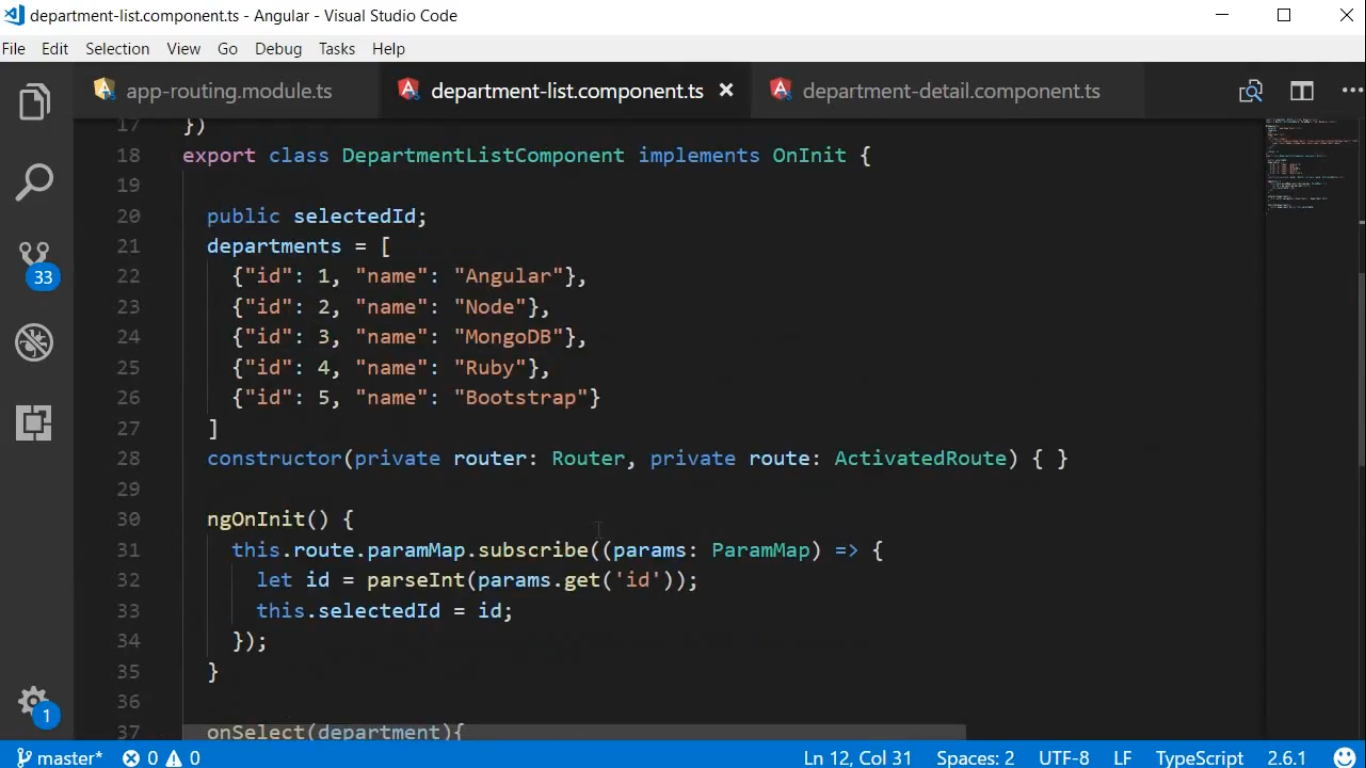 department-list.component.ts - Angular - Visual Studio Code
File Edit Selection View Go Debug Tasks Help
app-routing.module.ts department-list.component.ts department-detail.component.ts
17 })
18 export class DepartmentListComponent implements OnInit {
19
20 public selectedId;
21 departments = [
22 {"id": 1, "name": "Angular"},
23 {"id": 2, "name": "Node"},
24 {"id": 3, "name": "MongoDB"},
25 {"id": 4, "name": "Ruby"},
26 {"id": 5, "name": "Bootstrap"}
27 ]
28 constructor(private router: Router, private route: ActivatedRoute) { }
29
30 ngOnInit() {
31 this.route.paramMap.subscribe((params: ParamMap) => {
32 let id = parseInt(params.get('id'));
33 this.selectedId = id;
34 });
35 }
36
37 onSelect(department){
33
1
master* 0 0 Ln 12, Col 31 Spaces: 2 UTF-8 LF TypeScript 2.6.1